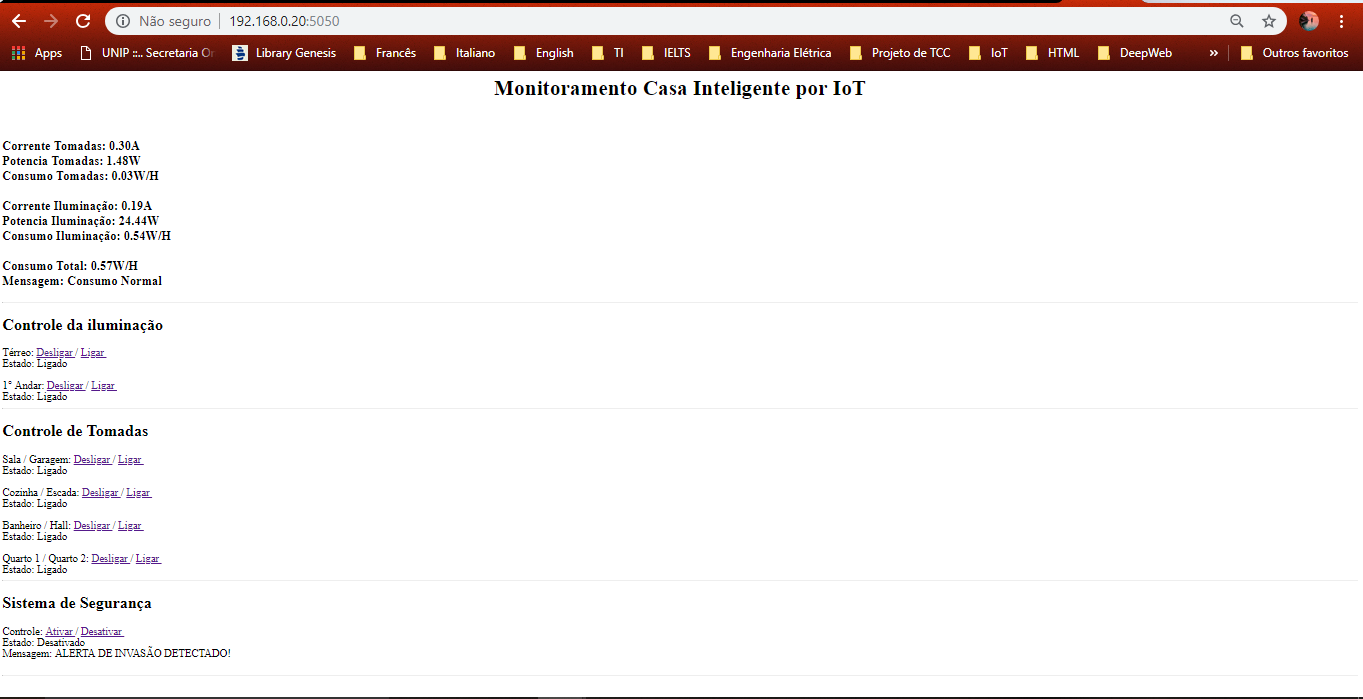 Não seguro | 192.168.0.20:5050
Apps UNIP ::.. Secretaria Or Library Genesis Francês Italiano English TI IELTS Engenharia Elétrica Projeto de TCC IoT HTML DeepWeb » Outros favoritos
Monitoramento Casa Inteligente por IoT
Corrente Tomadas: 0.30A
Potencia Tomadas: 1.48W
Consumo Tomadas: 0.03W/H
Corrente Iluminação: 0.19A
Potencia Iluminação: 24.44W
Consumo Iluminação: 0.54W/H
Consumo Total: 0.57W/H
Mensagem: Consumo Normal
Controle da iluminação
Térreo: Desligar / Ligar
Estado: Ligado
1° Andar: Desligar / Ligar
Estado: Ligado
Controle de Tomadas
Sala / Garagem: Desligar / Ligar
Estado: Ligado
Cozinha / Escada: Desligar / Ligar
Estado: Ligado
Banheiro / Hall: Desligar / Ligar
Estado: Ligado
Quarto 1 / Quarto 2: Desligar / Ligar
Estado: Ligado
Sistema de Segurança
Controle: Ativar / Desativar
Estado: Desativado
Mensagem: ALERTA DE INVASÃO DETECTADO!